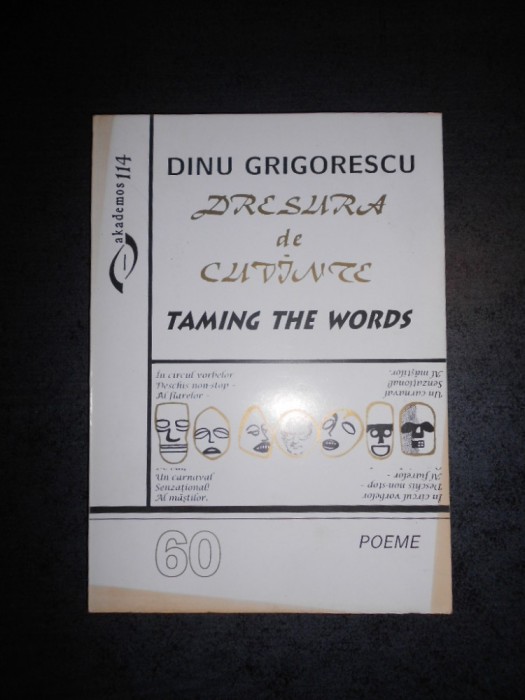 akademos 114
DINU GRIGORESCU
DRESURA
de
CUVINTE
TAMING THE WORDS
În circul vorbelor
Deschis non-stop -
Al fiarelor -
Un carnaval
Senzațional!
Al măștilor.
Un carnaval
Senzațional!
Al măștilor.
În circul vorbelor
Deschis non-stop -
Al fiarelor -
60
POEME